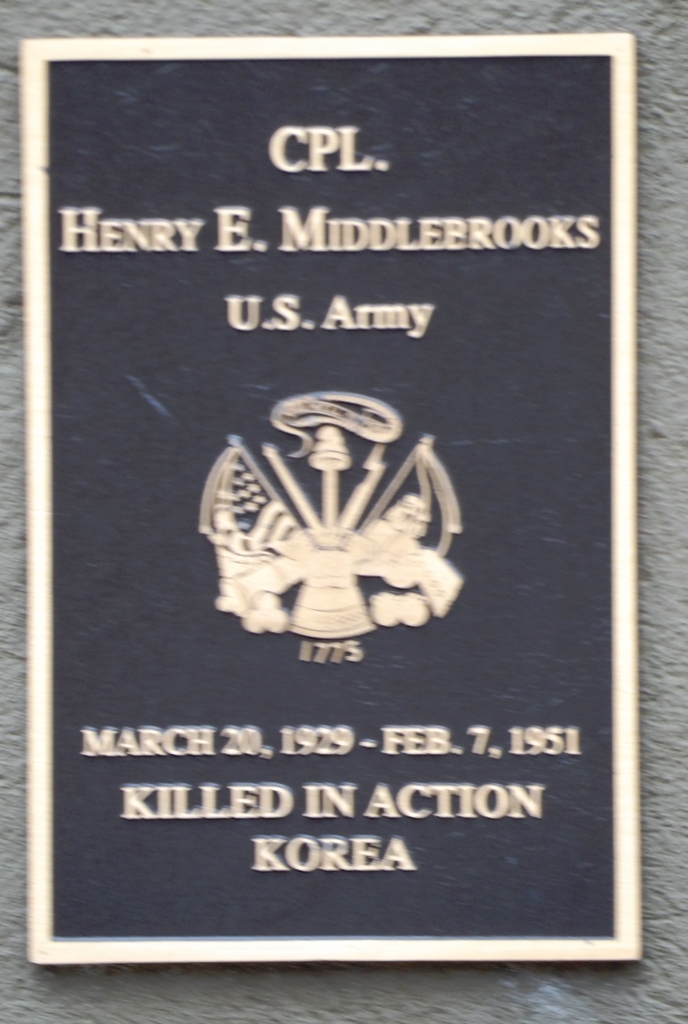 CPL.
HENRY E. MIDDLEBROOKS
U.S. Army
1775
MARCH 20, 1929 - FEB. 7, 1951
KILLED IN ACTION
KOREA